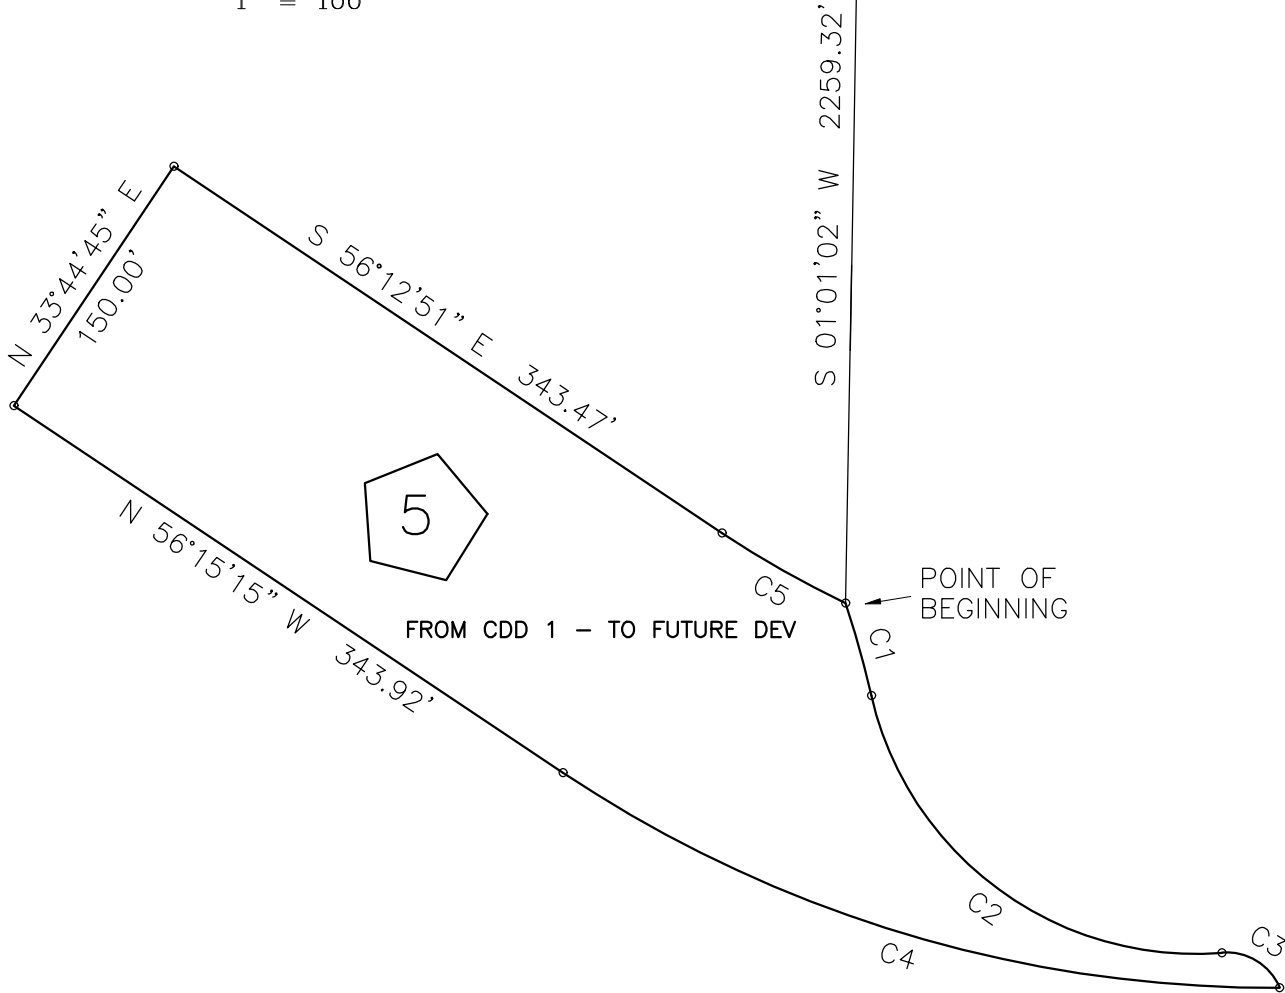 1" = 100'
S 01°01'02" W 2259.32'
N 33°44'45" E
150.00'
S 56°12'51" E 343.47'
5
N 56°15'15" W 343.92'
FROM CDD 1 – TO FUTURE DEV
C5
POINT OF
BEGINNING
C1
C2
C3
C4